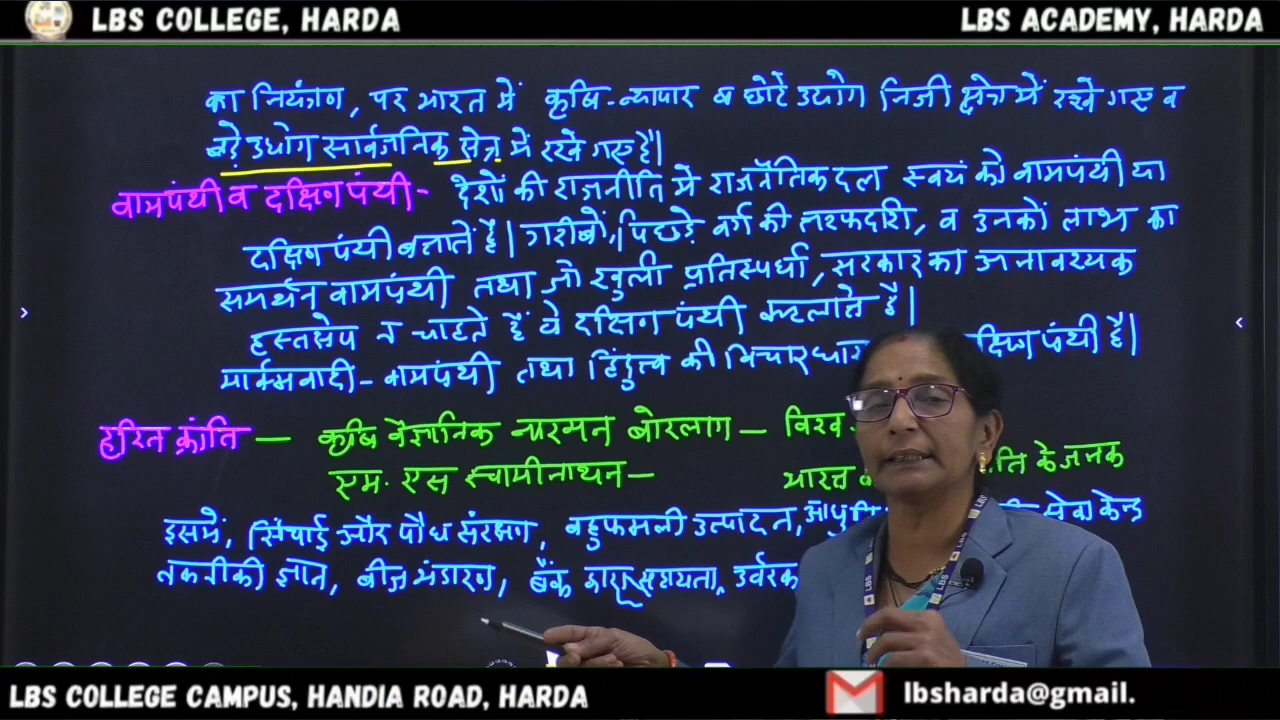 LBS COLLEGE, HARDA
LBS ACADEMY, HARDA
का नियंत्रण, पर भारत में कृषि-व्यापार व छोटे उद्योग निजी क्षेत्र में रखे गए व
बड़े उद्योग सार्वजनिक क्षेत्र में रखे गए है।
वामपंथी व दक्षिणपंथी - देशों की राजनीति में राजनैतिक दल स्वयं को वामपंथी या
दक्षिण पंथी बताते है। गरीबों, पिछड़े वर्ग की तरफदारी, व उनको लाभ का
समर्थन वामपंथी तथा जो खुली प्रतिस्पर्धा, सरकार का अनावश्यक
हस्तक्षेप न चाहते हैं वे दक्षिण पंथी कहलाते है।
मार्क्सवादी - वामपंथी तथा हिंदुत्व की विचारधारा पंथी है।
हरित क्रांति — कृषि वैज्ञानिक नारमन बोरलाग — विश्व
एम. एस स्वामीनाथन — भारत के जनक
इसमें, सिंचाई और पौध संरक्षण, बहुफसली उत्पादन, सेवा केन्द्र
तकनीकी ज्ञान, बीज भंडारण, बैंक सहायता, उर्वरक
LBS
LBS COLLEGE CAMPUS, HANDIA ROAD, HARDA
lbsharda@gmail.